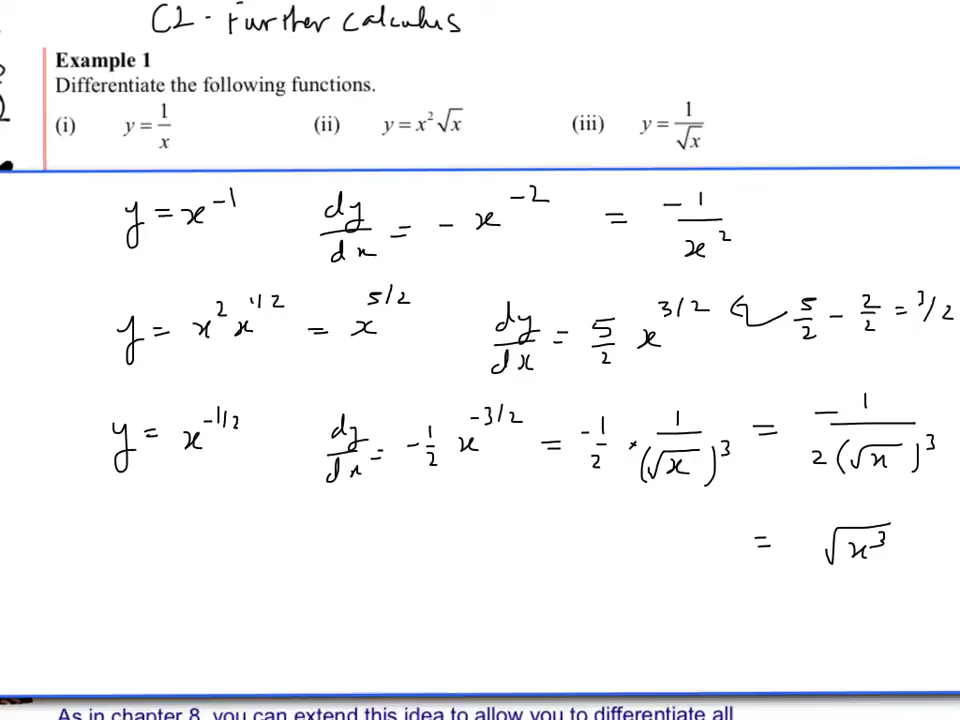 C2 - Further Calculus
Example 1
Differentiate the following functions.
(i) y = 1/x (ii) y = x²√x (iii) y = 1/√x
y = x⁻¹ dy/dx = - x⁻² = -1/x²
y = x² x^1/2 = x^5/2 dy/dx = 5/2 x^3/2 5/2 - 2/2 = 3/2
y = x^-1/2 dy/dx = -1/2 x^-3/2 = -1/2 × 1/(√x)³ = -1/2(√x)³
= √x³
As in chapter 8, you can extend this idea to allow you to differentiate all